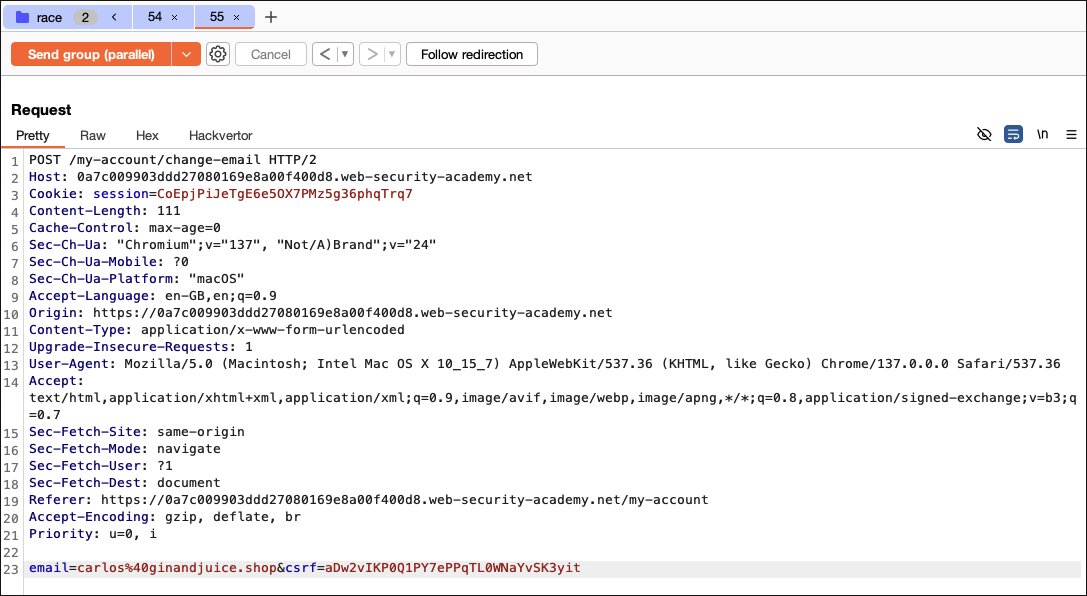 race 2 < 54 × 55 × +
Send group (parallel) Cancel < > Follow redirection
Request
Pretty Raw Hex Hackvertor \n
1 POST /my-account/change-email HTTP/2
2 Host: 0a7c009903ddd27080169e8a00f400d8.web-security-academy.net
3 Cookie: session=CoEpjPiJeTgE6e5OX7PMz5g36phqTrq7
4 Content-Length: 111
5 Cache-Control: max-age=0
6 Sec-Ch-Ua: "Chromium";v="137", "Not/A)Brand";v="24"
7 Sec-Ch-Ua-Mobile: ?0
8 Sec-Ch-Ua-Platform: "macOS"
9 Accept-Language: en-GB,en;q=0.9
10 Origin: https://0a7c009903ddd27080169e8a00f400d8.web-security-academy.net
11 Content-Type: application/x-www-form-urlencoded
12 Upgrade-Insecure-Requests: 1
13 User-Agent: Mozilla/5.0 (Macintosh; Intel Mac OS X 10_15_7) AppleWebKit/537.36 (KHTML, like Gecko) Chrome/137.0.0.0 Safari/537.36
14 Accept:
text/html,application/xhtml+xml,application/xml;q=0.9,image/avif,image/webp,image/apng,*/*;q=0.8,application/signed-exchange;v=b3;q
=0.7
15 Sec-Fetch-Site: same-origin
16 Sec-Fetch-Mode: navigate
17 Sec-Fetch-User: ?1
18 Sec-Fetch-Dest: document
19 Referer: https://0a7c009903ddd27080169e8a00f400d8.web-security-academy.net/my-account
20 Accept-Encoding: gzip, deflate, br
21 Priority: u=0, i
22
23 email=carlos%40ginandjuice.shop&csrf=aDw2vIKP0Q1PY7ePPqTL0WNaYvSK3yit